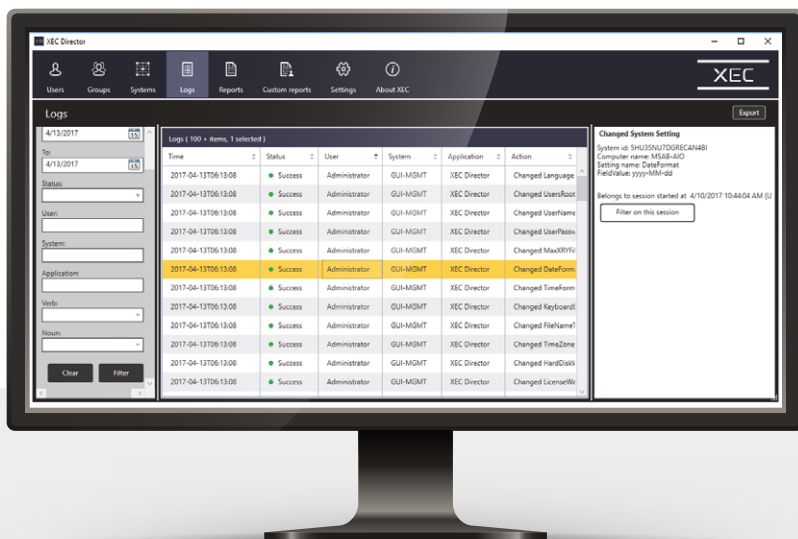 XEC Director
Users Groups Systems Logs Reports Custom reports Settings About XEC
XEC
Logs
Export
4/13/2017
15
To:
4/13/2017
15
Status:
User:
System:
Application:
Verb:
Noun:
Clear Filter
Logs ( 100 + items, 1 selected )
Time Status User System Application Action
2017-04-13T06:13:08 Success Administrator GUI-MGMT XEC Director Changed Language
2017-04-13T06:13:08 Success Administrator GUI-MGMT XEC Director Changed UsersRoot
2017-04-13T06:13:08 Success Administrator GUI-MGMT XEC Director Changed UserName
2017-04-13T06:13:08 Success Administrator GUI-MGMT XEC Director Changed
2017-04-13T06:13:08 Success Administrator GUI-MGMT XEC Director Changed
2017-04-13T06:13:08 Success Administrator GUI-MGMT XEC Director Changed DateForm
2017-04-13T06:13:08 Success Administrator GUI-MGMT XEC Director Changed TimeForm
2017-04-13T06:13:08 Success Administrator GUI-MGMT XEC Director Changed
2017-04-13T06:13:08 Success Administrator GUI-MGMT XEC Director Changed
2017-04-13T06:13:08 Success Administrator GUI-MGMT XEC Director Changed TimeZone
2017-04-13T06:13:08 Success Administrator GUI-MGMT XEC Director Changed
2017-04-13T06:13:08 Success Administrator GUI-MGMT XEC Director Changed
Changed System Setting
System id: 5HU3SNU7DGRECAN4BI
Computer name: MSAB-AIO
Setting name: DateFormat
FieldValue: yyyy-MM-dd
Belongs to session started at 4/10/2017 10:44:04 AM (U
Filter on this session